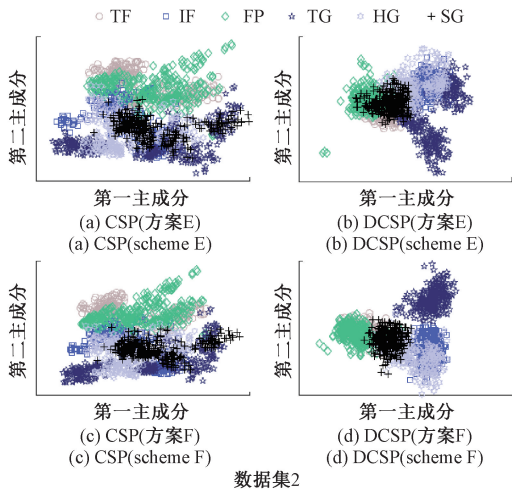 TF IF FP TG HG SG
第二主成分 第二主成分
第一主成分 第一主成分
(a) CSP(方案E) (b) DCSP(方案E)
(a) CSP(scheme E) (b) DCSP(scheme E)
第二主成分 第二主成分
第一主成分 第一主成分
(c) CSP(方案F) (d) DCSP(方案F)
(c) CSP(scheme F) (d) DCSP(scheme F)
数据集2